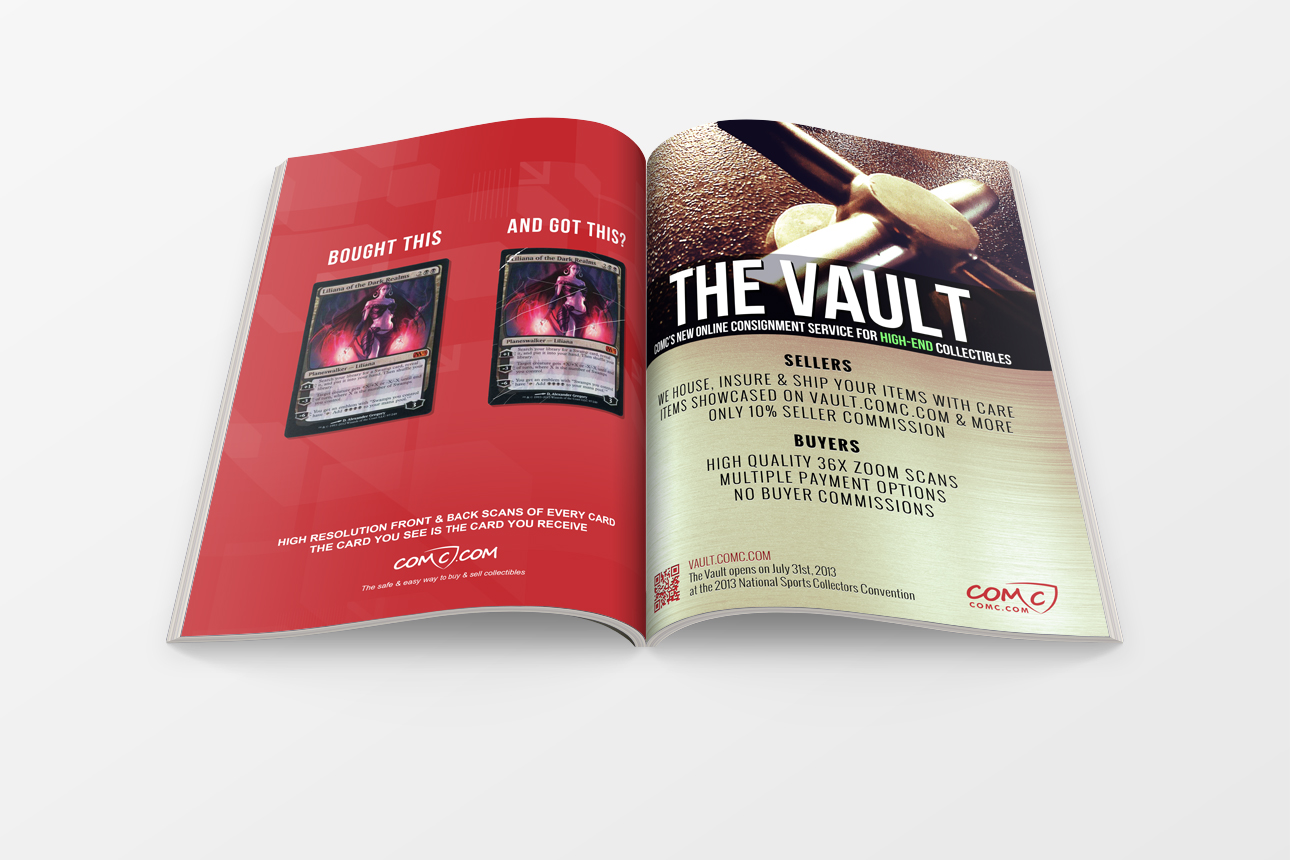 BOUGHT THIS
AND GOT THIS?
Liliana of the Dark Realms
Planeswalker — Liliana
Liliana of the Dark Realms
Planeswalker — Liliana
HIGH RESOLUTION FRONT & BACK SCANS OF EVERY CARD
THE CARD YOU SEE IS THE CARD YOU RECEIVE
COMC.COM
The safe & easy way to buy & sell collectibles
THE VAULT
COMC'S NEW ONLINE CONSIGNMENT SERVICE FOR HIGH-END COLLECTIBLES
SELLERS
WE HOUSE, INSURE & SHIP YOUR ITEMS WITH CARE
ITEMS SHOWCASED ON VAULT.COMC.COM & MORE
ONLY 10% SELLER COMMISSION
BUYERS
HIGH QUALITY 36X ZOOM SCANS
MULTIPLE PAYMENT OPTIONS
NO BUYER COMMISSIONS
VAULT.COMC.COM
The Vault opens on July 31st, 2013
at the 2013 National Sports Collectors Convention
COMC
COMC.COM